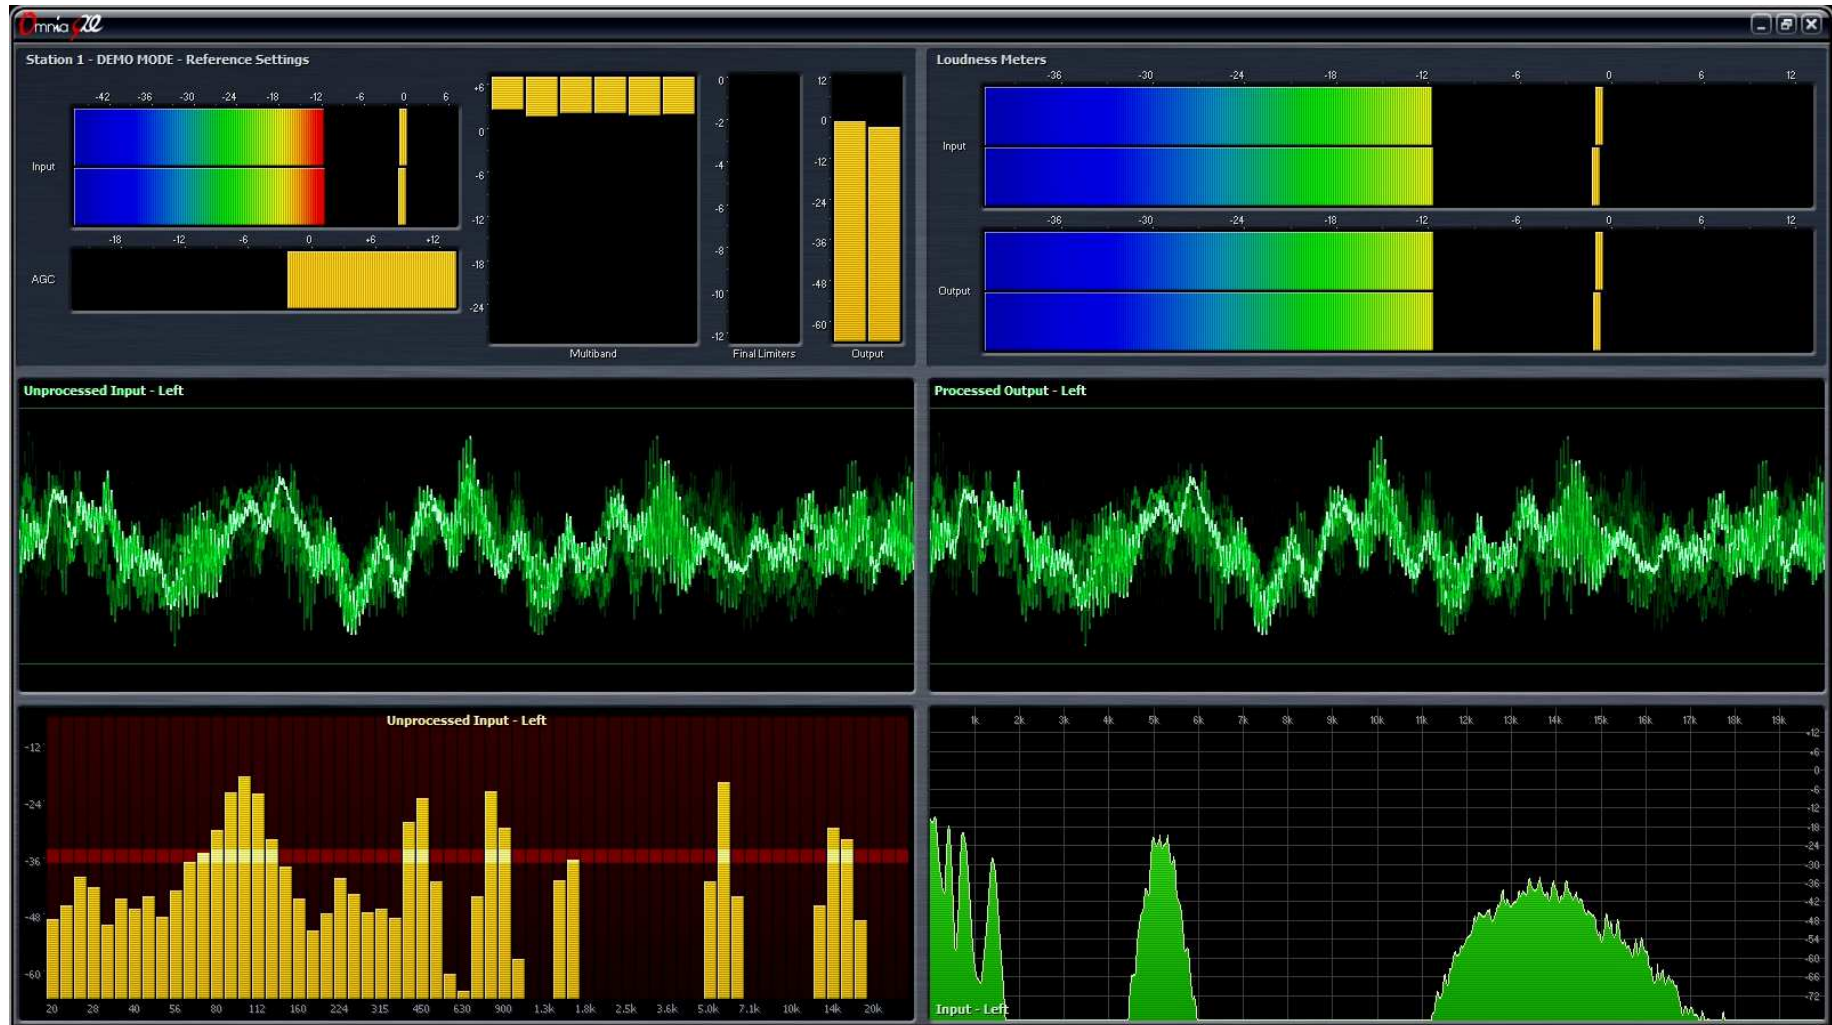 Omnia 9XE
Station 1 - DEMO MODE - Reference Settings
-42 -36 -30 -24 -18 -12 -6 0 6
Input
-18 -12 -6 0 +6 +12
AGC
+6
0
-6
-12
-18
-24
Multiband
0
-2
-4
-6
-8
-10
-12
Final Limiters
12
0
-12
-24
-36
-48
-60
Output
Loudness Meters
-36 -30 -24 -18 -12 -6 0 6 12
Input
-36 -30 -24 -18 -12 -6 0 6 12
Output
Unprocessed Input - Left
Processed Output - Left
Unprocessed Input - Left
-12
-24
-36
-48
-60
20 28 40 56 80 112 160 224 315 450 630 900 1.3k 1.8k 2.5k 3.6k 5.0k 7.1k 10k 14k 20k
1k 2k 3k 4k 5k 6k 7k 8k 9k 10k 11k 12k 13k 14k 15k 16k 17k 18k 19k
+12
+6
0
-6
-12
-18
-24
-30
-36
-42
-48
-54
-60
-66
-72
Input - Left